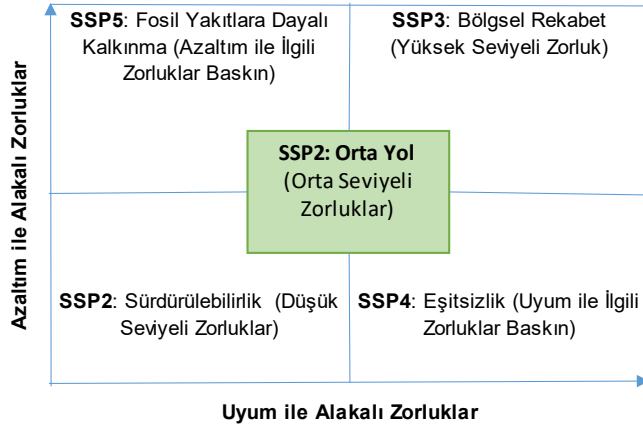 SSP5: Fosil Yakıtlara Dayalı
Kalkınma (Azaltım ile İlgili
Zorluklar Baskın)
SSP3: Bölgsel Rekabet
(Yüksek Seviyeli Zorluk)
SSP2: Orta Yol
(Orta Seviyeli
Zorluklar)
SSP2: Sürdürülebilirlik (Düşük
Seviyeli Zorluklar)
SSP4: Eşitsizlik (Uyum ile İlgili
Zorluklar Baskın)
Azaltım ile Alakalı Zorluklar
Uyum ile Alakalı Zorluklar